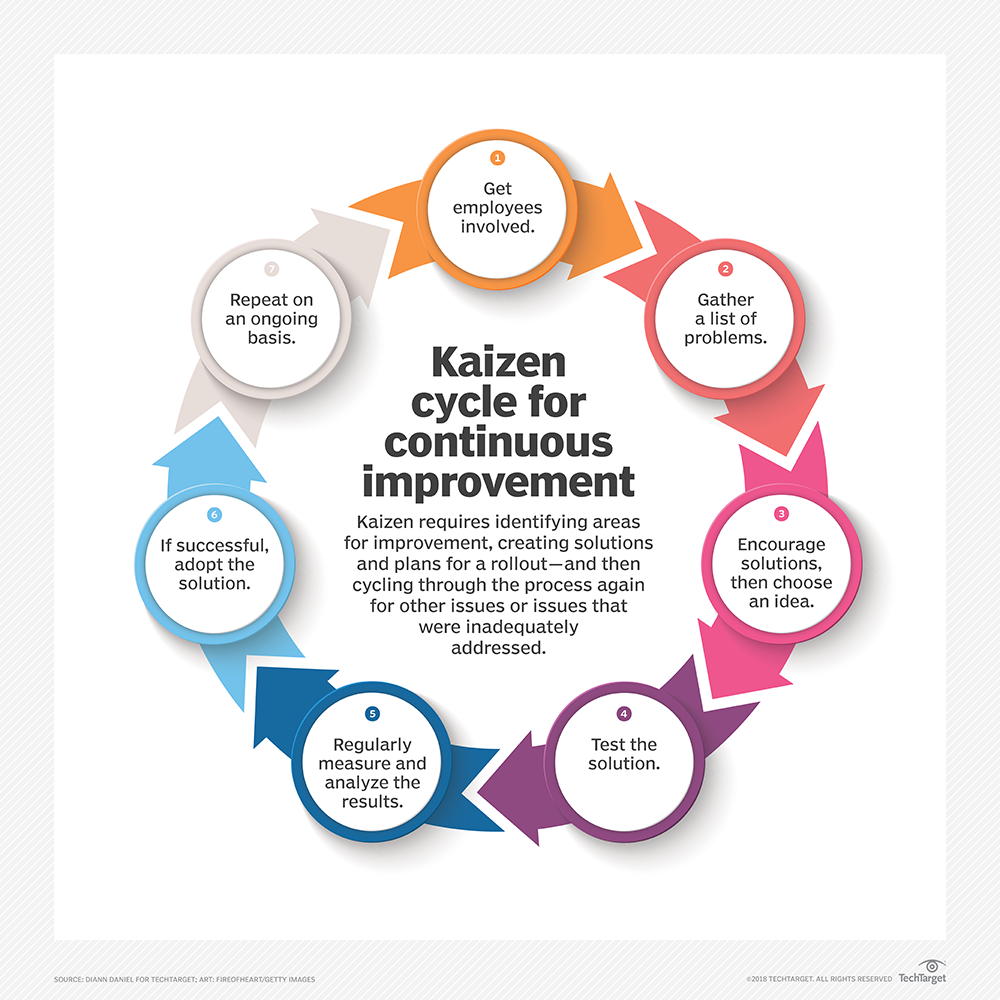 1
Get
employees
involved.
2
Gather
a list of
problems.
3
Encourage
solutions,
then choose
an idea.
4
Test the
solution.
5
Regularly
measure and
analyze the
results.
6
If successful,
adopt the
solution.
7
Repeat on
an ongoing
basis.
Kaizen
cycle for
continuous
improvement
Kaizen requires identifying areas
for improvement, creating solutions
and plans for a rollout—and then
cycling through the process again
for other issues or issues that
were inadequately
addressed.
SOURCE: DIANN DANIEL FOR TECHTARGET; ART: FIREOFHEART/GETTY IMAGES
©2018 TECHTARGET. ALL RIGHTS RESERVED
TechTarget